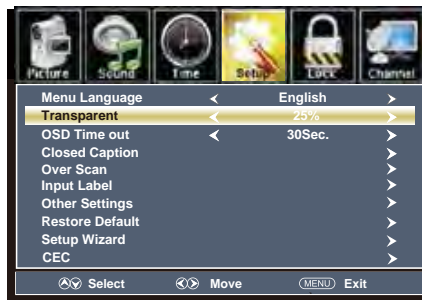 Picture Sound Time Setup Lock Channel
Menu Language English
Transparent 25%
OSD Time out 30Sec.
Closed Caption
Over Scan
Input Label
Other Settings
Restore Default
Setup Wizard
CEC
Select Move MENU Exit